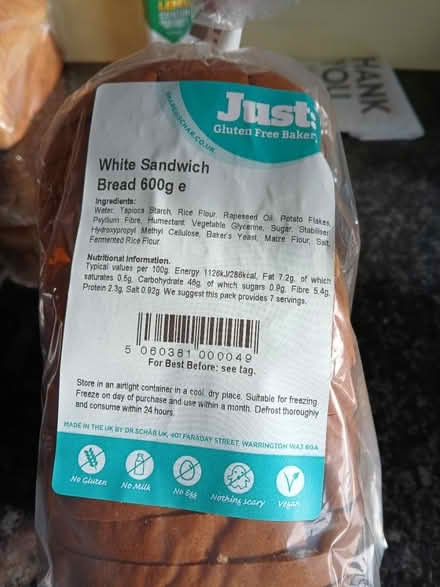 Just:
Gluten Free Bakery
White Sandwich
Bread 600g e
Ingredients:
Water, Tapioca Starch, Rice Flour, Rapeseed Oil, Potato Flakes,
Psyllium Fibre, Humectant: Vegetable Glycerine, Sugar, Stabiliser:
Hydroxypropyl Methyl Cellulose, Baker's Yeast, Maize Flour, Salt,
Fermented Rice Flour.
Nutritional Information.
Typical values per 100g. Energy 1126kJ/286kcal, Fat 7.2g, of which
saturates 0.5g, Carbohydrate 46g, of which sugars 0.9g, Fibre 5.4g,
Protein 2.3g, Salt 0.92g. We suggest this pack provides 7 servings.
5 060381 000049
For Best Before: see tag.
Store in an airtight container in a cool, dry place. Suitable for freezing.
Freeze on day of purchase and use within a month. Defrost thoroughly
and consume within 24 hours.
MADE IN THE UK BY DR SCHÄR UK, 401 FARADAY STREET, WARRINGTON WA3 6GA
No Gluten
No Milk
No Egg
Nothing scary
Vegan
THANK
YOU